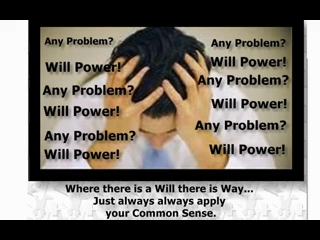 Any Problem?
Will Power!
Any Problem?
Will Power!
Any Problem?
Will Power!
Any Problem?
Will Power!
Any Problem?
Will Power!
Any Problem?
Will Power!
Where there is a Will there is Way...
Just always always apply
your Common Sense.